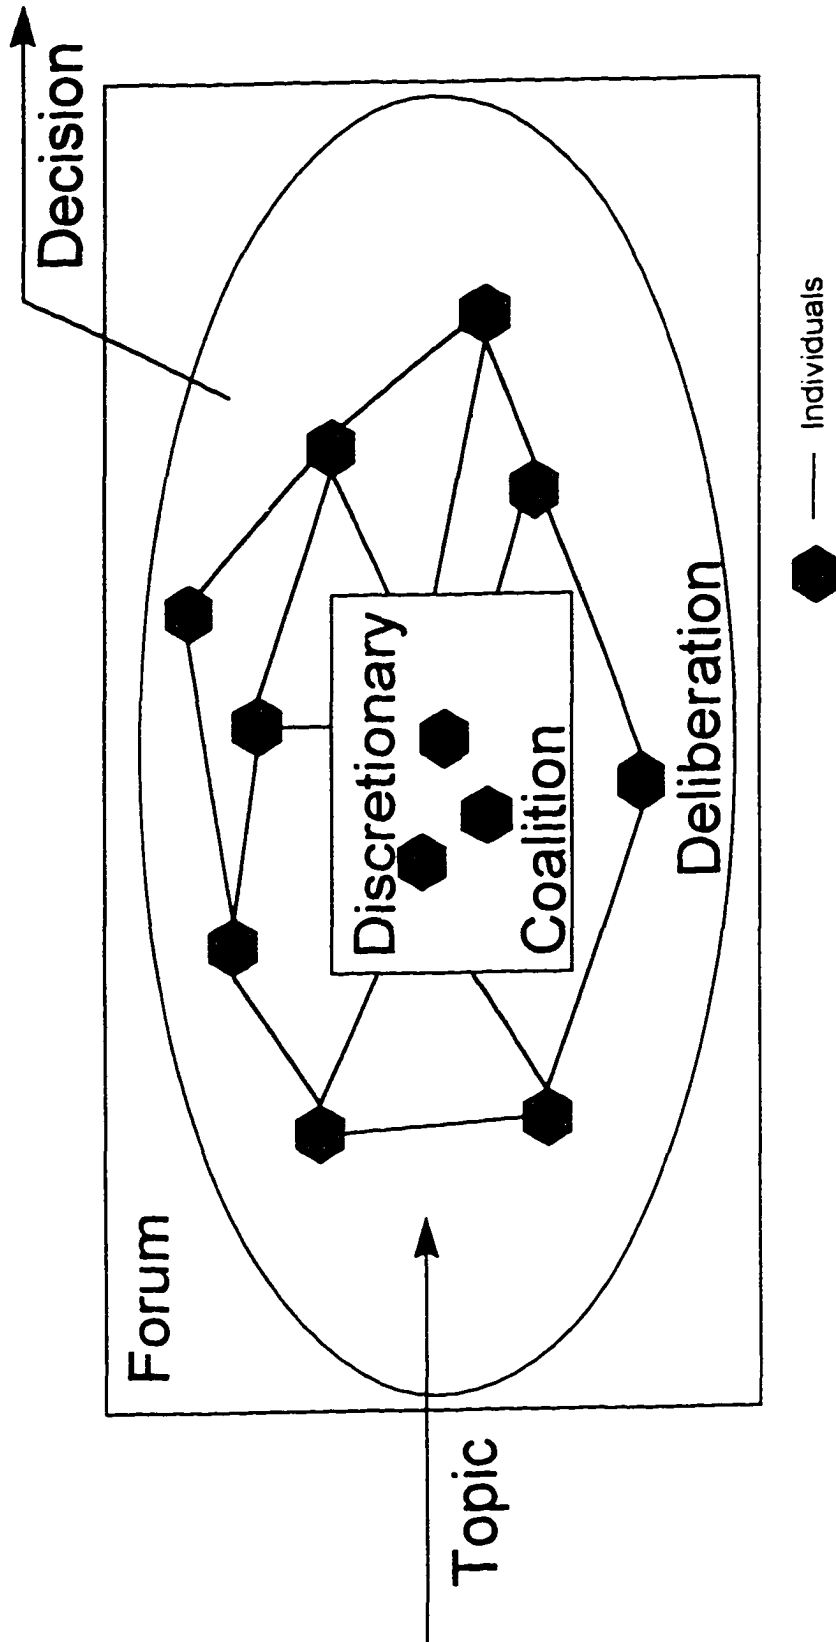 Decision
Forum
Discretionary
Coalition
Deliberation
Topic
Individuals